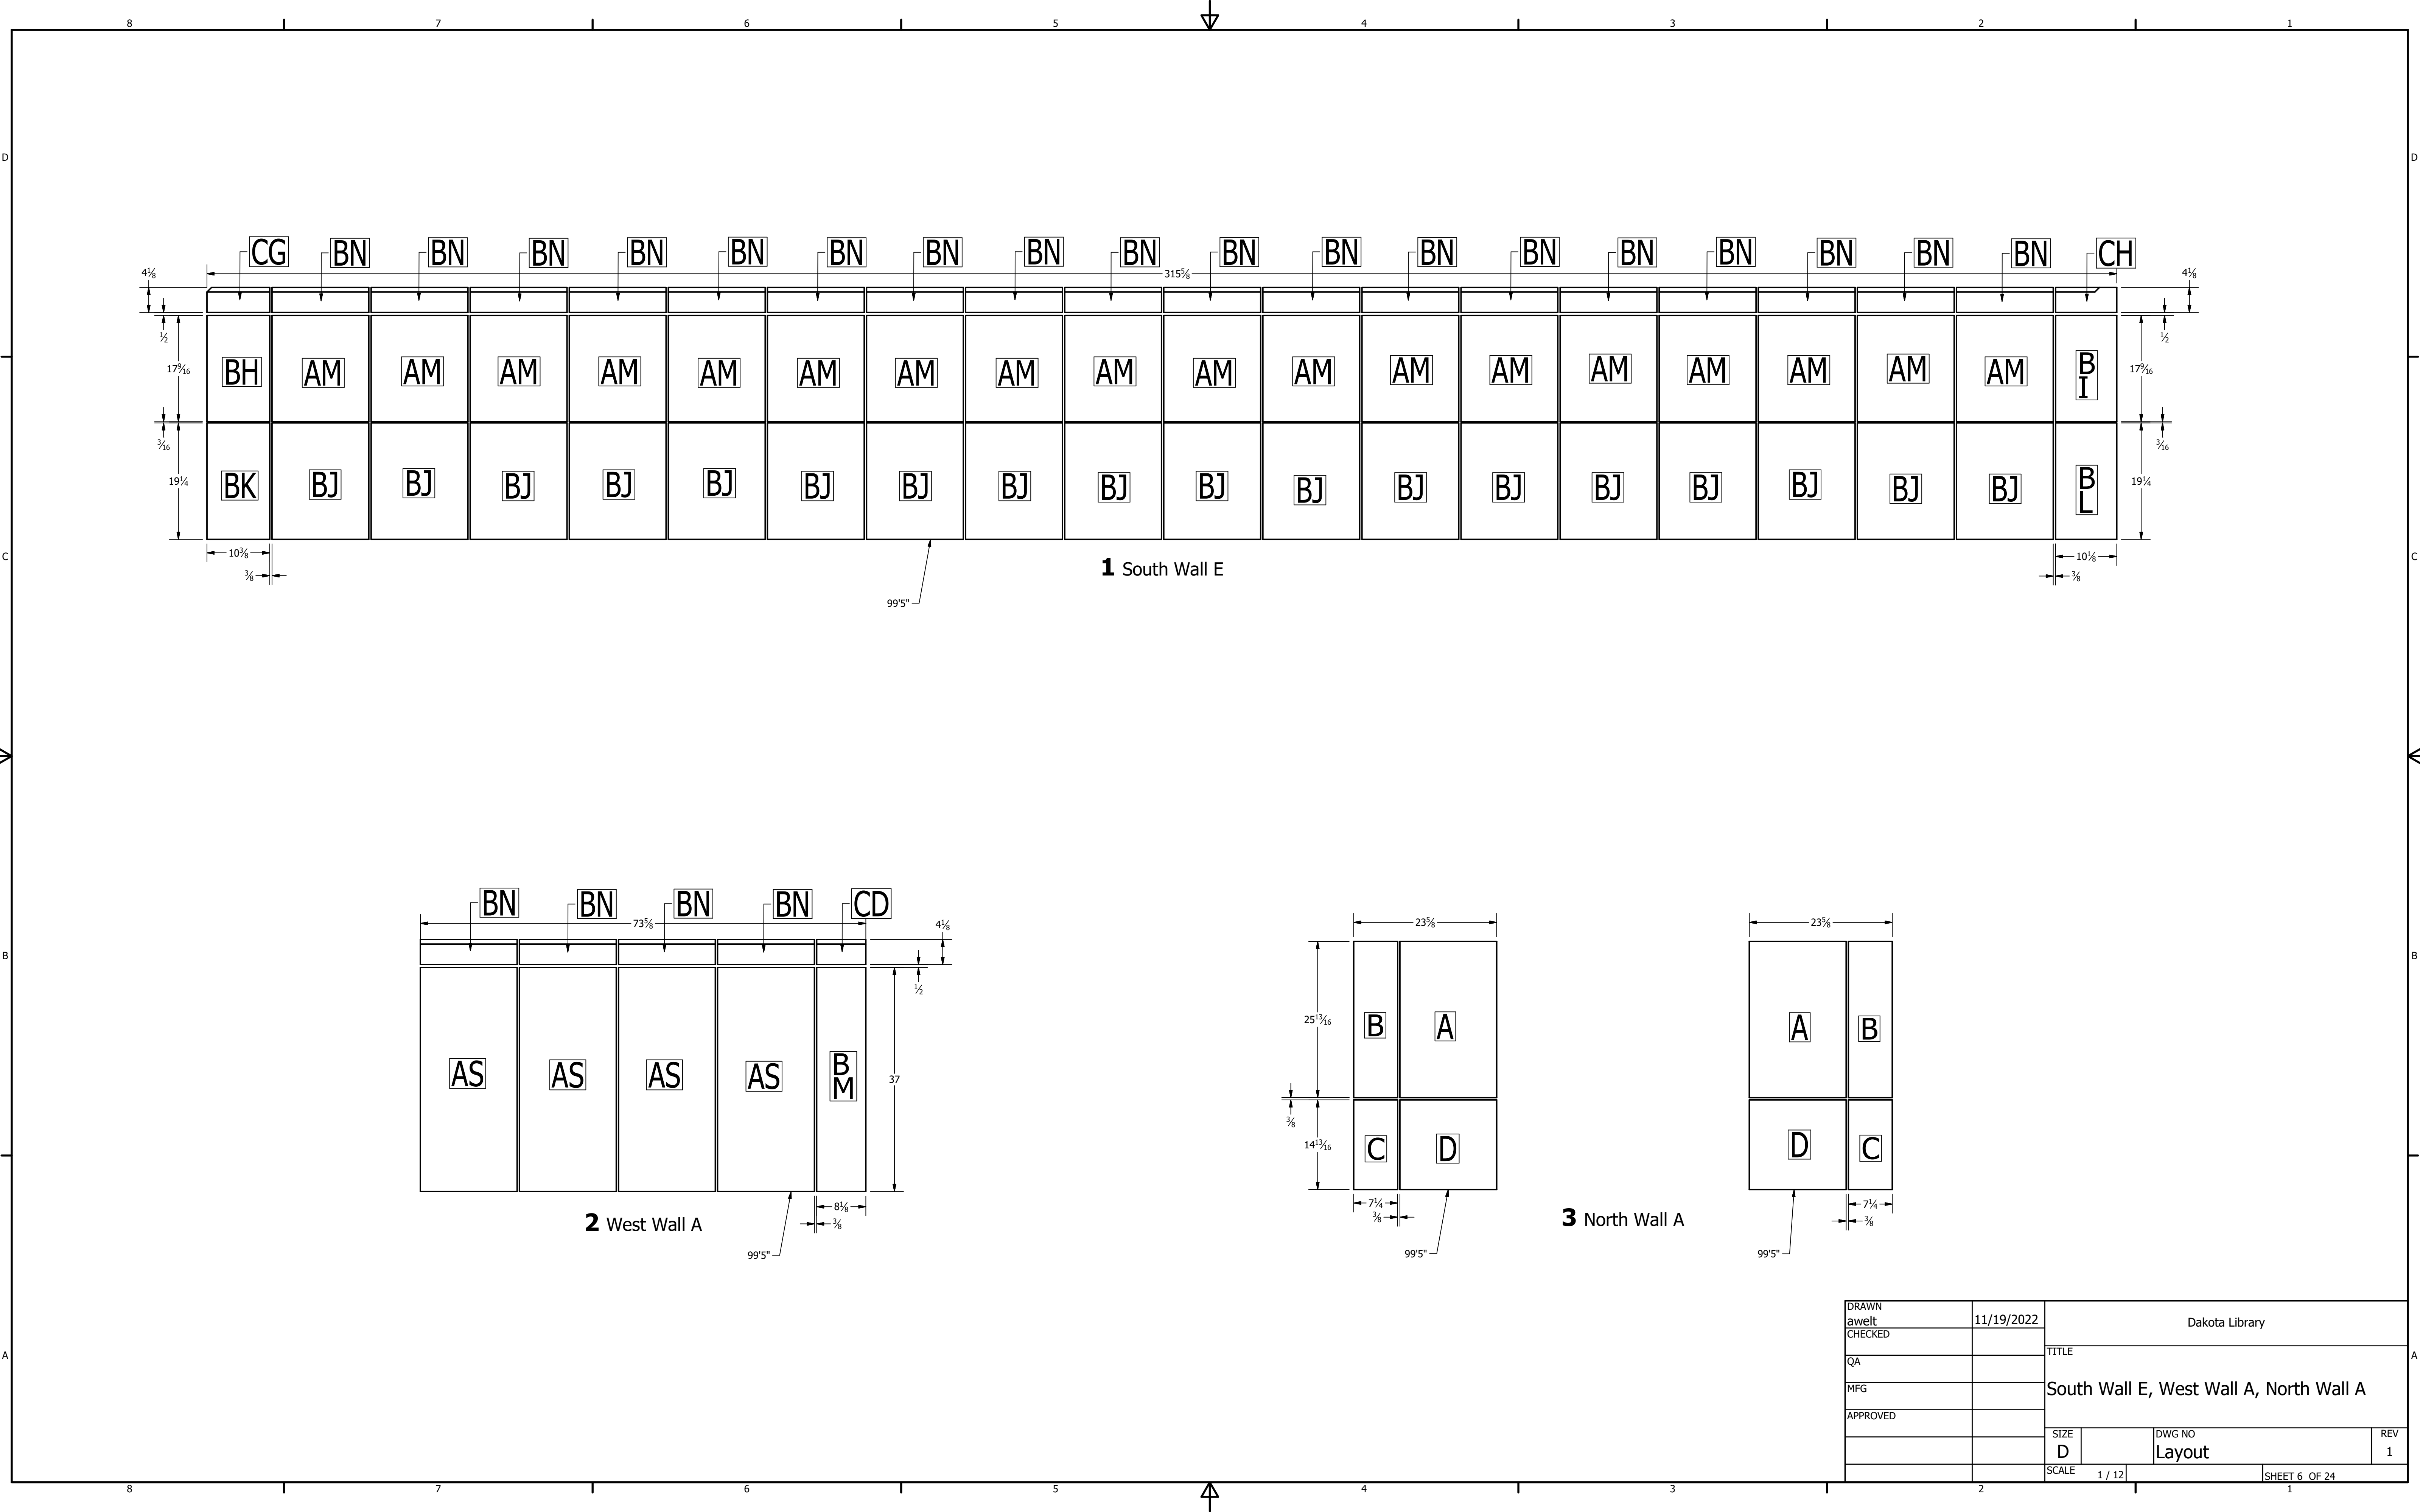 8 7 6 5 4 3 2 1
D D
CG BN BN BN BN BN BN BN BN BN BN BN BN BN BN BN BN BN BN CH
4⅛ 315⅝ 4⅛
½ ½
17⁹⁄₁₆ BH AM AM AM AM AM AM AM AM AM AM AM AM AM AM AM AM AM AM B 17⁹⁄₁₆
I
³⁄₁₆ ³⁄₁₆
19¼ BK BJ BJ BJ BJ BJ BJ BJ BJ BJ BJ BJ BJ BJ BJ BJ BJ BJ BJ B 19¼
L
C 10⅜ 10⅛ C
⅜ ⅜
1 South Wall E
99'5"
BN BN BN BN CD
73⅝ 4⅛
½
AS AS AS AS B
M
37
8⅛
⅜
2 West Wall A
99'5"
23⅝ 23⅝
B B
25¹³⁄₁₆ B A A B
⅜
14¹³⁄₁₆ C D D C
7¼ 7¼
⅜ ⅜
3 North Wall A
99'5" 99'5"
A A
DRAWN
awelt 11/19/2022
CHECKED
QA
MFG
APPROVED
Dakota Library
TITLE
South Wall E, West Wall A, North Wall A
SIZE
D
DWG NO
Layout
REV
1
SCALE 1 / 12
SHEET 6 OF 24
8 7 6 5 4 3 2 1